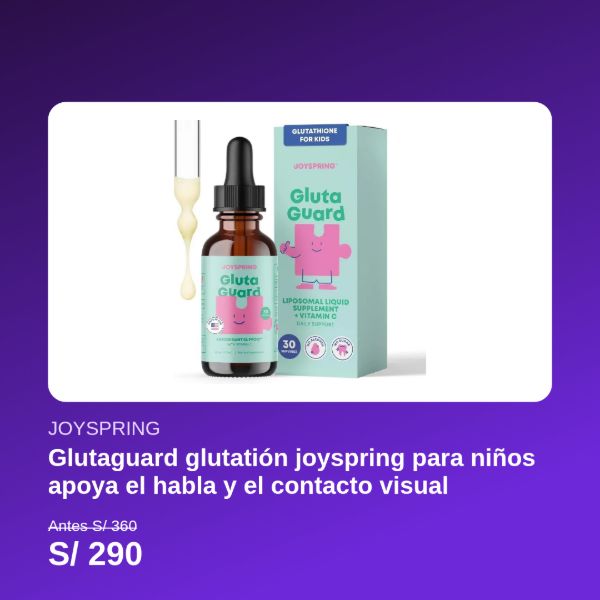 GLUTATHIONE
FOR KIDS
JOYSPRING
Gluta
Guard
LIPOSOMAL LIQUID
SUPPLEMENT
+ VITAMIN C
DAILY SUPPORT
30
JOYSPRING
Gluta
Guard
JOYSPRING
Glutaguard glutatión joyspring para niños
apoya el habla y el contacto visual
Antes S/ 360
S/ 290